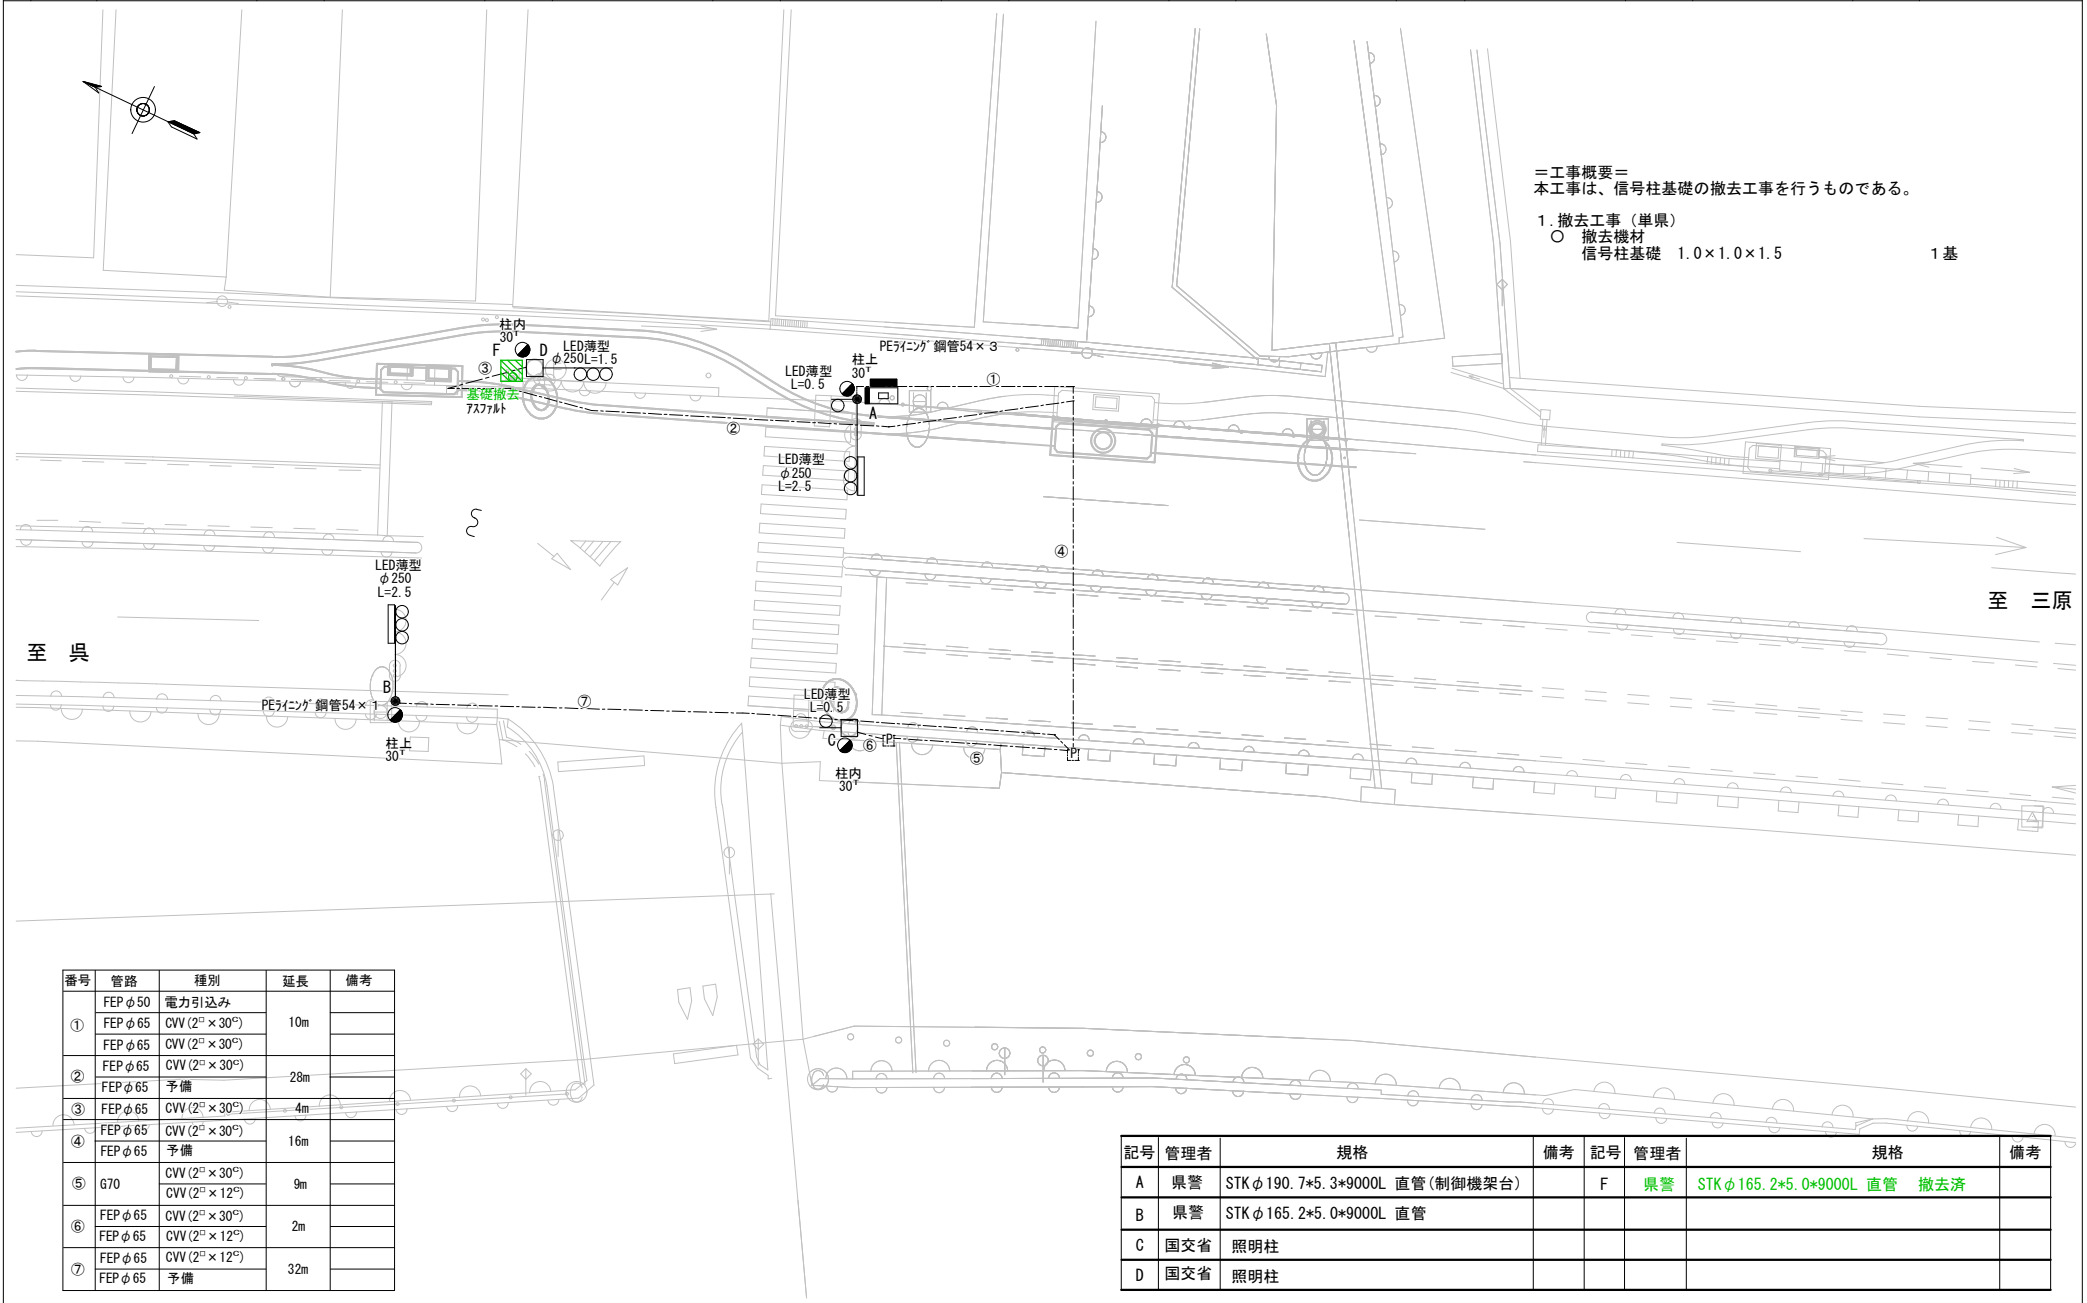 ＝工事概要＝
本工事は、信号柱基礎の撤去工事を行うものである。
1.撤去工事（単県）
○ 撤去機材
信号柱基礎 1.0×1.0×1.5 1基
柱内
30T
F
D
LED薄型
φ250L=1.5
③
基礎撤去
アスファルト
PEライニング鋼管54×3
柱上
30T
LED薄型
L=0.5
①
A
②
LED薄型
φ250
L=2.5
④
LED薄型
φ250
L=2.5
至 三原
至 呉
B
PEライニング鋼管54×1
柱上
30T
⑦
LED薄型
L=0.5
C
⑥
P
⑤
P
柱内
30T
番号 管路 種別 延長 備考
① FEPφ50 電力引込み 10m
FEPφ65 CVV(2□×30C)
FEPφ65 CVV(2□×30C)
② FEPφ65 CVV(2□×30C) 28m
FEPφ65 予備
③ FEPφ65 CVV(2□×30C) 4m
④ FEPφ65 CVV(2□×30C) 16m
FEPφ65 予備
⑤ G70 CVV(2□×30C) 9m
CVV(2□×12C)
⑥ FEPφ65 CVV(2□×30C) 2m
FEPφ65 CVV(2□×12C)
⑦ FEPφ65 CVV(2□×12C) 32m
FEPφ65 予備
記号 管理者 規格 備考 記号 管理者 規格 備考
A 県警 STKφ190.7*5.3*9000L 直管(制御機架台) F 県警 STKφ165.2*5.0*9000L 直管 撤去済
B 県警 STKφ165.2*5.0*9000L 直管
C 国交省 照明柱
D 国交省 照明柱